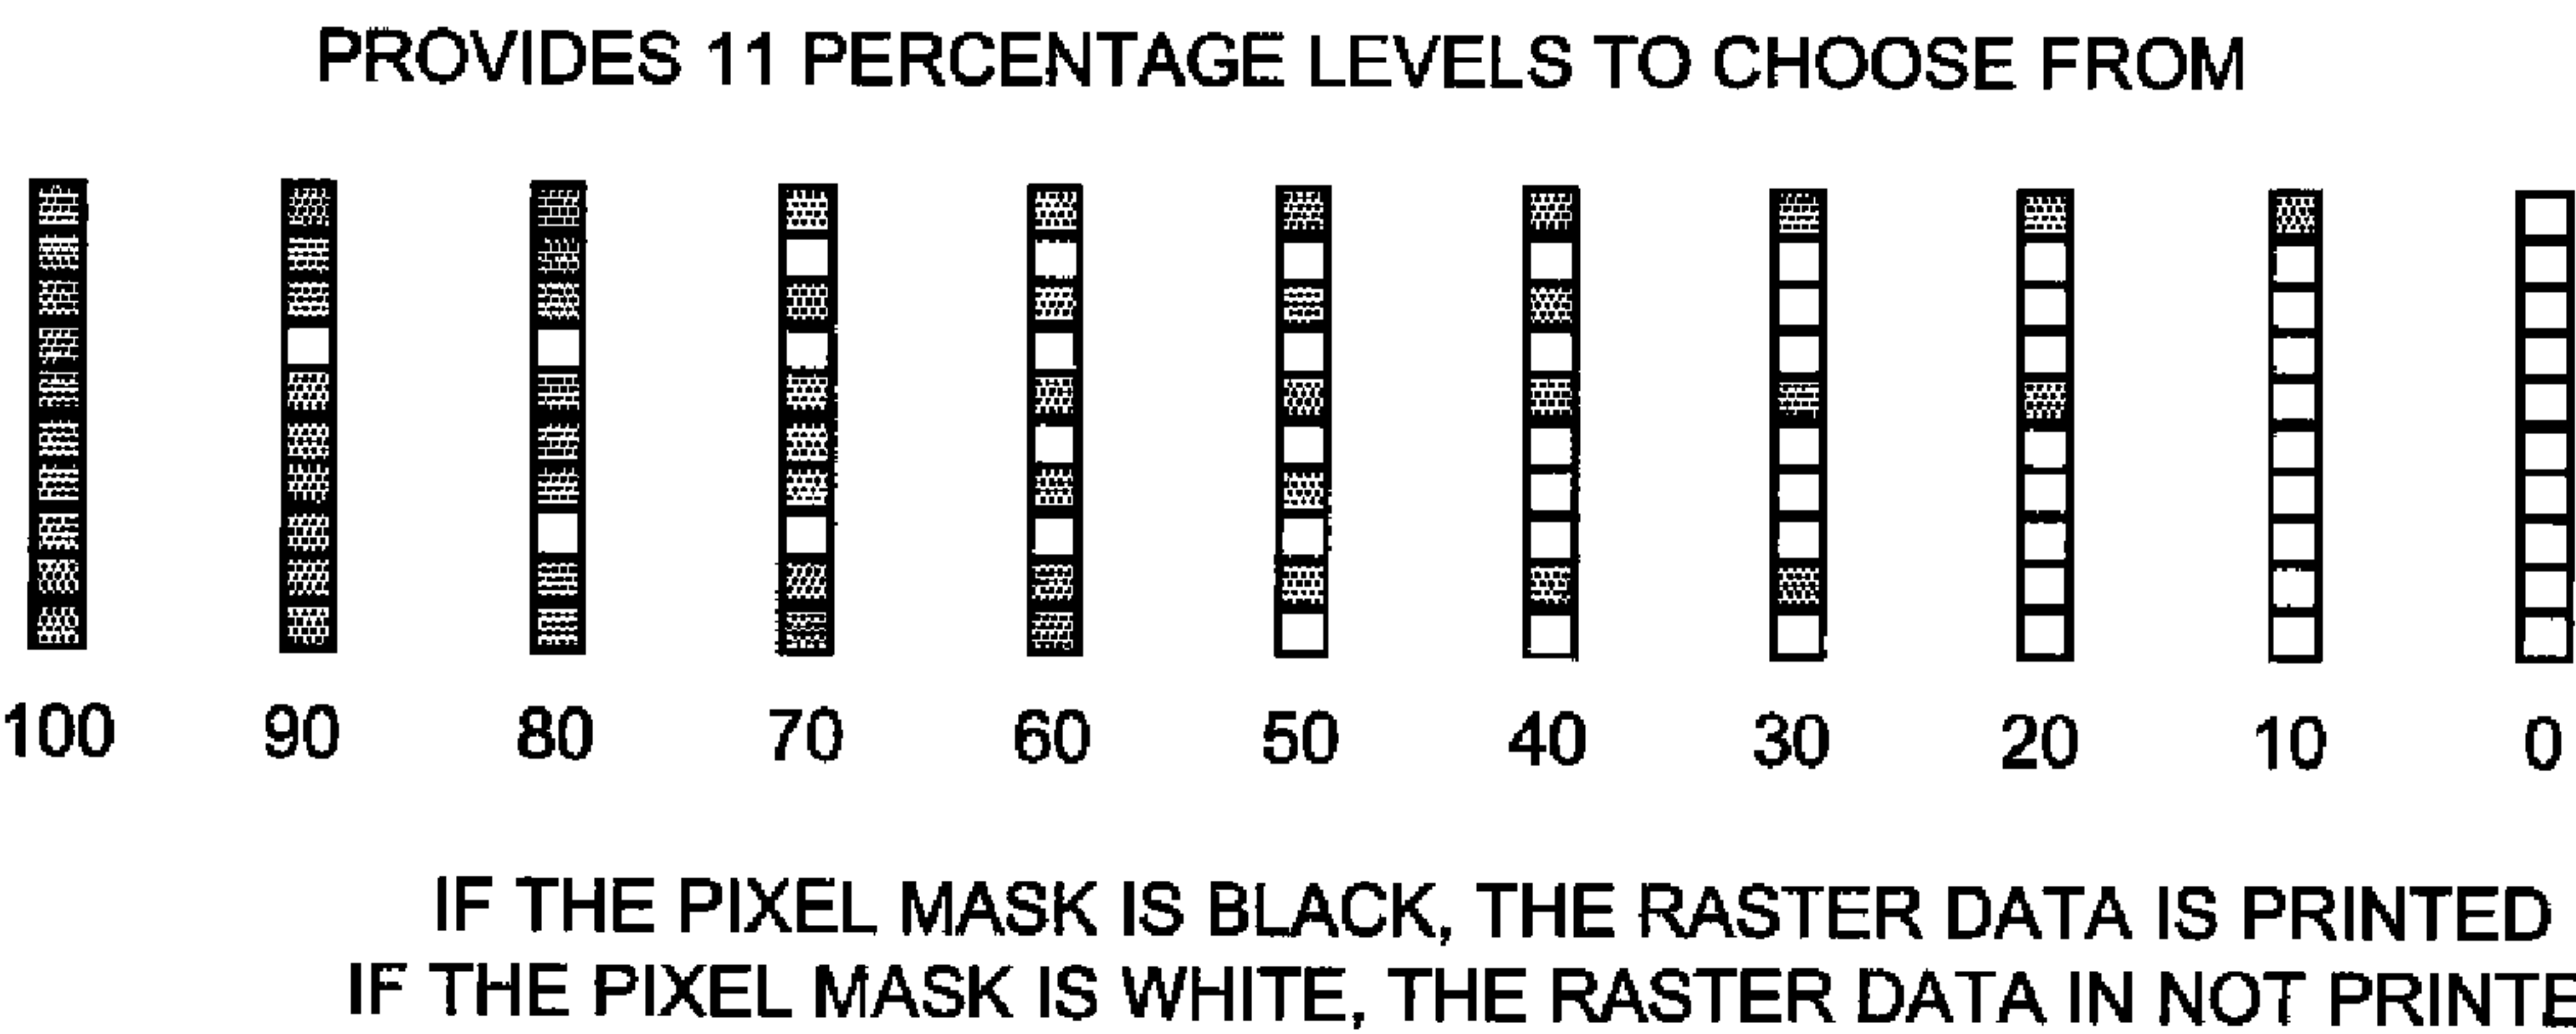 PROVIDES 11 PERCENTAGE LEVELS TO CHOOSE FROM
100 90 80 70 60 50 40 30 20 10 0
IF THE PIXEL MASK IS BLACK, THE RASTER DATA IS PRINTED
IF THE PIXEL MASK IS WHITE, THE RASTER DATA IN NOT PRINTE